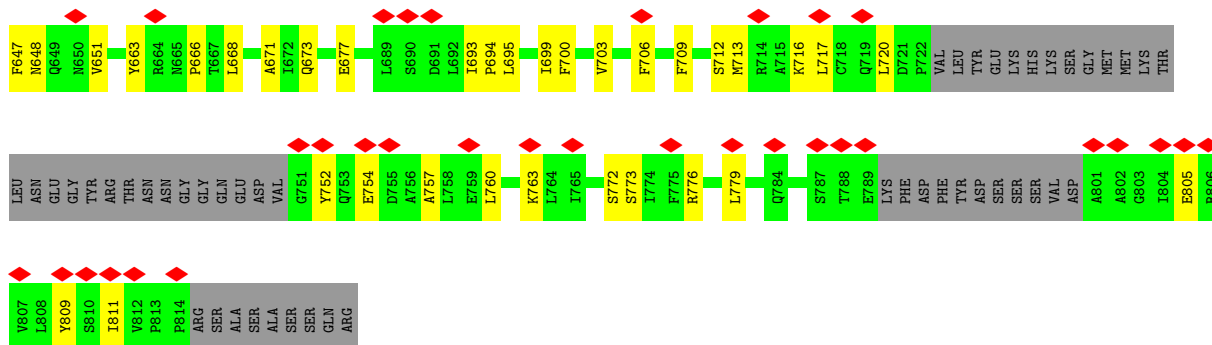 F647 N648 Q649 N650 V651 Y663 R664 N665 P666 T667 L668 A671 I672 Q673 E677 L689 S690 D691 L692 I693 P694 L695 I699 F700 V703 F706 F709 S712 M713 R714 A715 K716 L717 C718 Q719 L720 D721 P722 VAL LEU TYR GLU LYS HIS LYS SER GLY MET MET LYS THR
LEU ASN GLU GLY TYR ARG THR ASN ASN GLY GLY GLN GLU ASP VAL G751 Y752 Q753 E754 D755 A756 A757 L758 E759 L760 K763 L764 I765 S772 S773 I774 F775 R776 L779 Q784 S787 T788 E789 LYS PHE ASP PHE TYR ASP SER SER SER VAL ASP A801 A802 G803 I804 E805 R806
V807 L808 Y809 S810 I811 V812 P813 P814 ARG SER ALA SER ALA SER SER GLN ARG